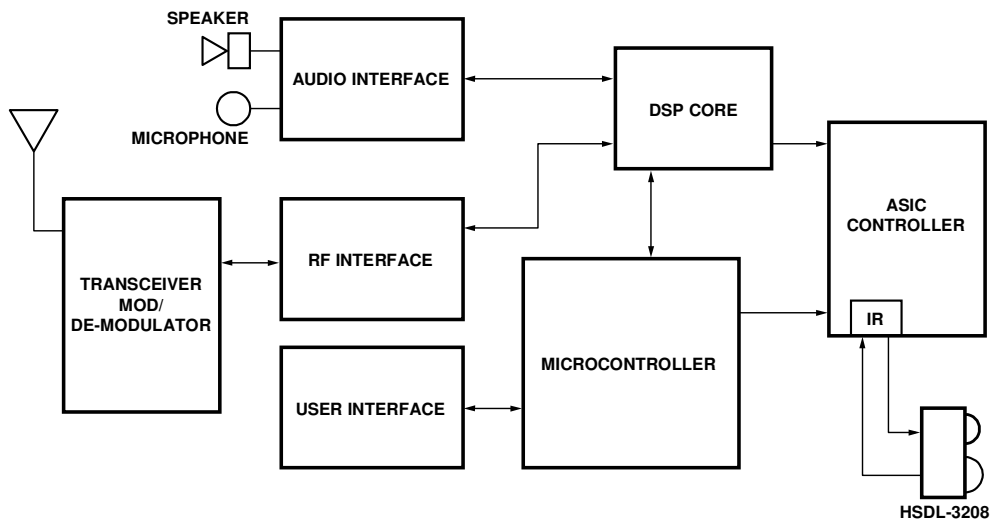 SPEAKER
AUDIO INTERFACE
MICROPHONE
DSP CORE
ASIC
CONTROLLER
TRANSCEIVER
MOD/
DE-MODULATOR
RF INTERFACE
IR
MICROCONTROLLER
USER INTERFACE
HSDL-3208